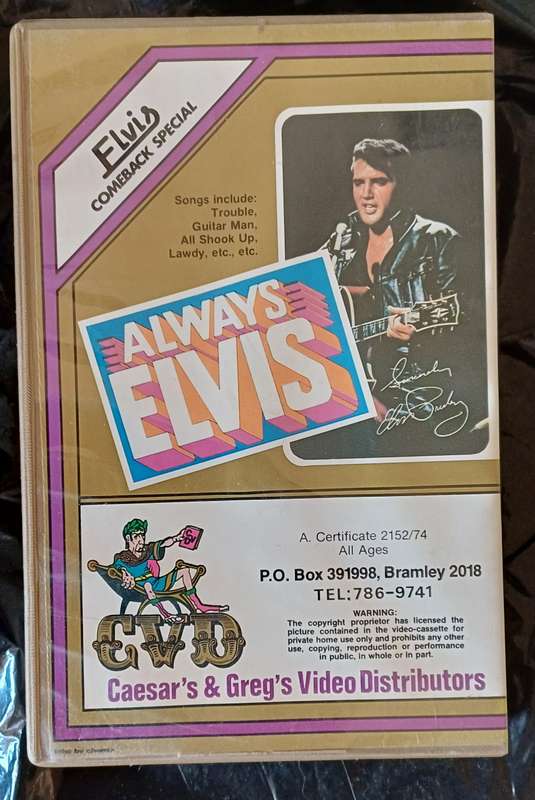 Elvis
COMEBACK SPECIAL
Songs include:
Trouble,
Guitar Man,
All Shook Up,
Lawdy, etc., etc.
ALWAYS
ELVIS
Sincerely
Elvis Presley
A. Certificate 2152/74
All Ages
P.O. Box 391998, Bramley 2018
TEL:786-9741
WARNING:
The copyright proprietor has licensed the
picture contained in the video-cassette for
private home use only and prohibits any other
use, copying, reproduction or performance
in public, in whole or in part.
CVD
Caesar's & Greg's Video Distributors